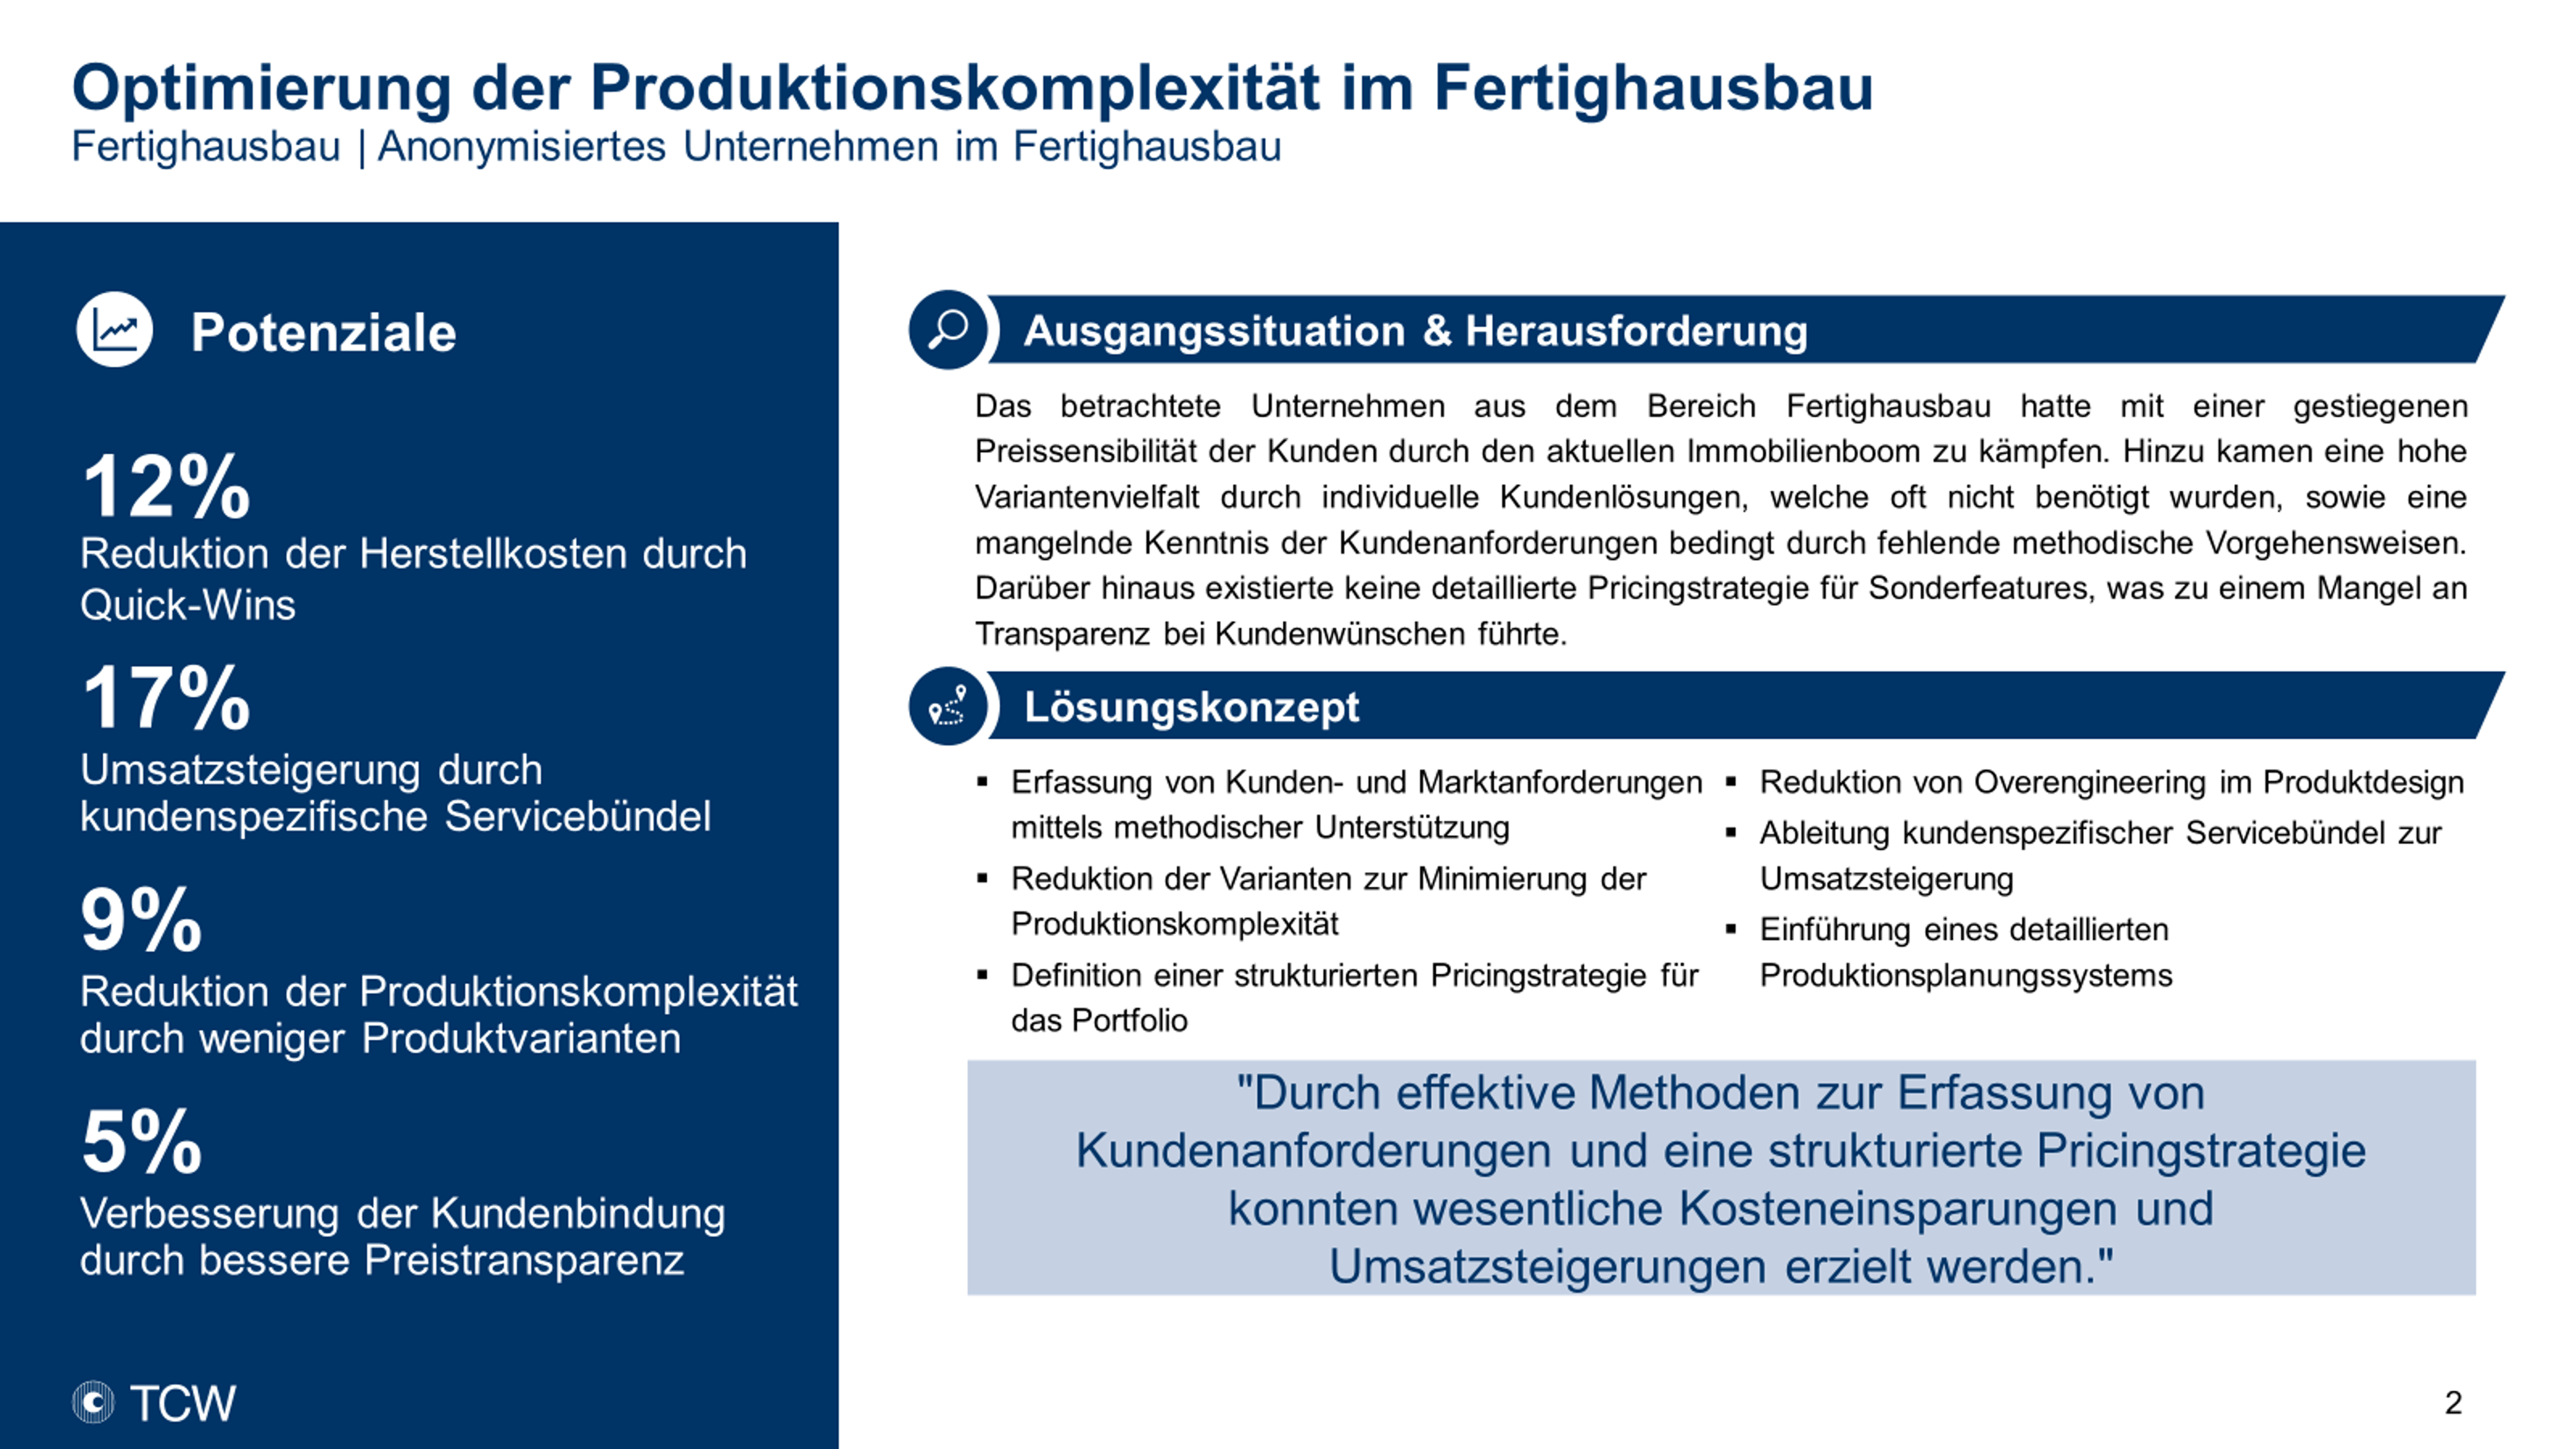 Optimierung der Produktionskomplexität im Fertighausbau
Fertighausbau | Anonymisiertes Unternehmen im Fertighausbau
Potenziale
12%
Reduktion der Herstellkosten durch
Quick-Wins
17%
Umsatzsteigerung durch
kundenspezifische Servicebündel
9%
Reduktion der Produktionskomplexität
durch weniger Produktvarianten
5%
Verbesserung der Kundenbindung
durch bessere Preistransparenz
TCW
Ausgangssituation & Herausforderung
Das betrachtete Unternehmen aus dem Bereich Fertighausbau hatte mit einer gestiegenen
Preissensibilität der Kunden durch den aktuellen Immobilienboom zu kämpfen. Hinzu kamen eine hohe
Variantenvielfalt durch individuelle Kundenlösungen, welche oft nicht benötigt wurden, sowie eine
mangelnde Kenntnis der Kundenanforderungen bedingt durch fehlende methodische Vorgehensweisen.
Darüber hinaus existierte keine detaillierte Pricingstrategie für Sonderfeatures, was zu einem Mangel an
Transparenz bei Kundenwünschen führte.
Lösungskonzept
▪ Erfassung von Kunden- und Marktanforderungen
mittels methodischer Unterstützung
▪ Reduktion der Varianten zur Minimierung der
Produktionskomplexität
▪ Definition einer strukturierten Pricingstrategie für
das Portfolio
▪ Reduktion von Overengineering im Produktdesign
▪ Ableitung kundenspezifischer Servicebündel zur
Umsatzsteigerung
▪ Einführung eines detaillierten
Produktionsplanungssystems
"Durch effektive Methoden zur Erfassung von
Kundenanforderungen und eine strukturierte Pricingstrategie
konnten wesentliche Kosteneinsparungen und
Umsatzsteigerungen erzielt werden."
2